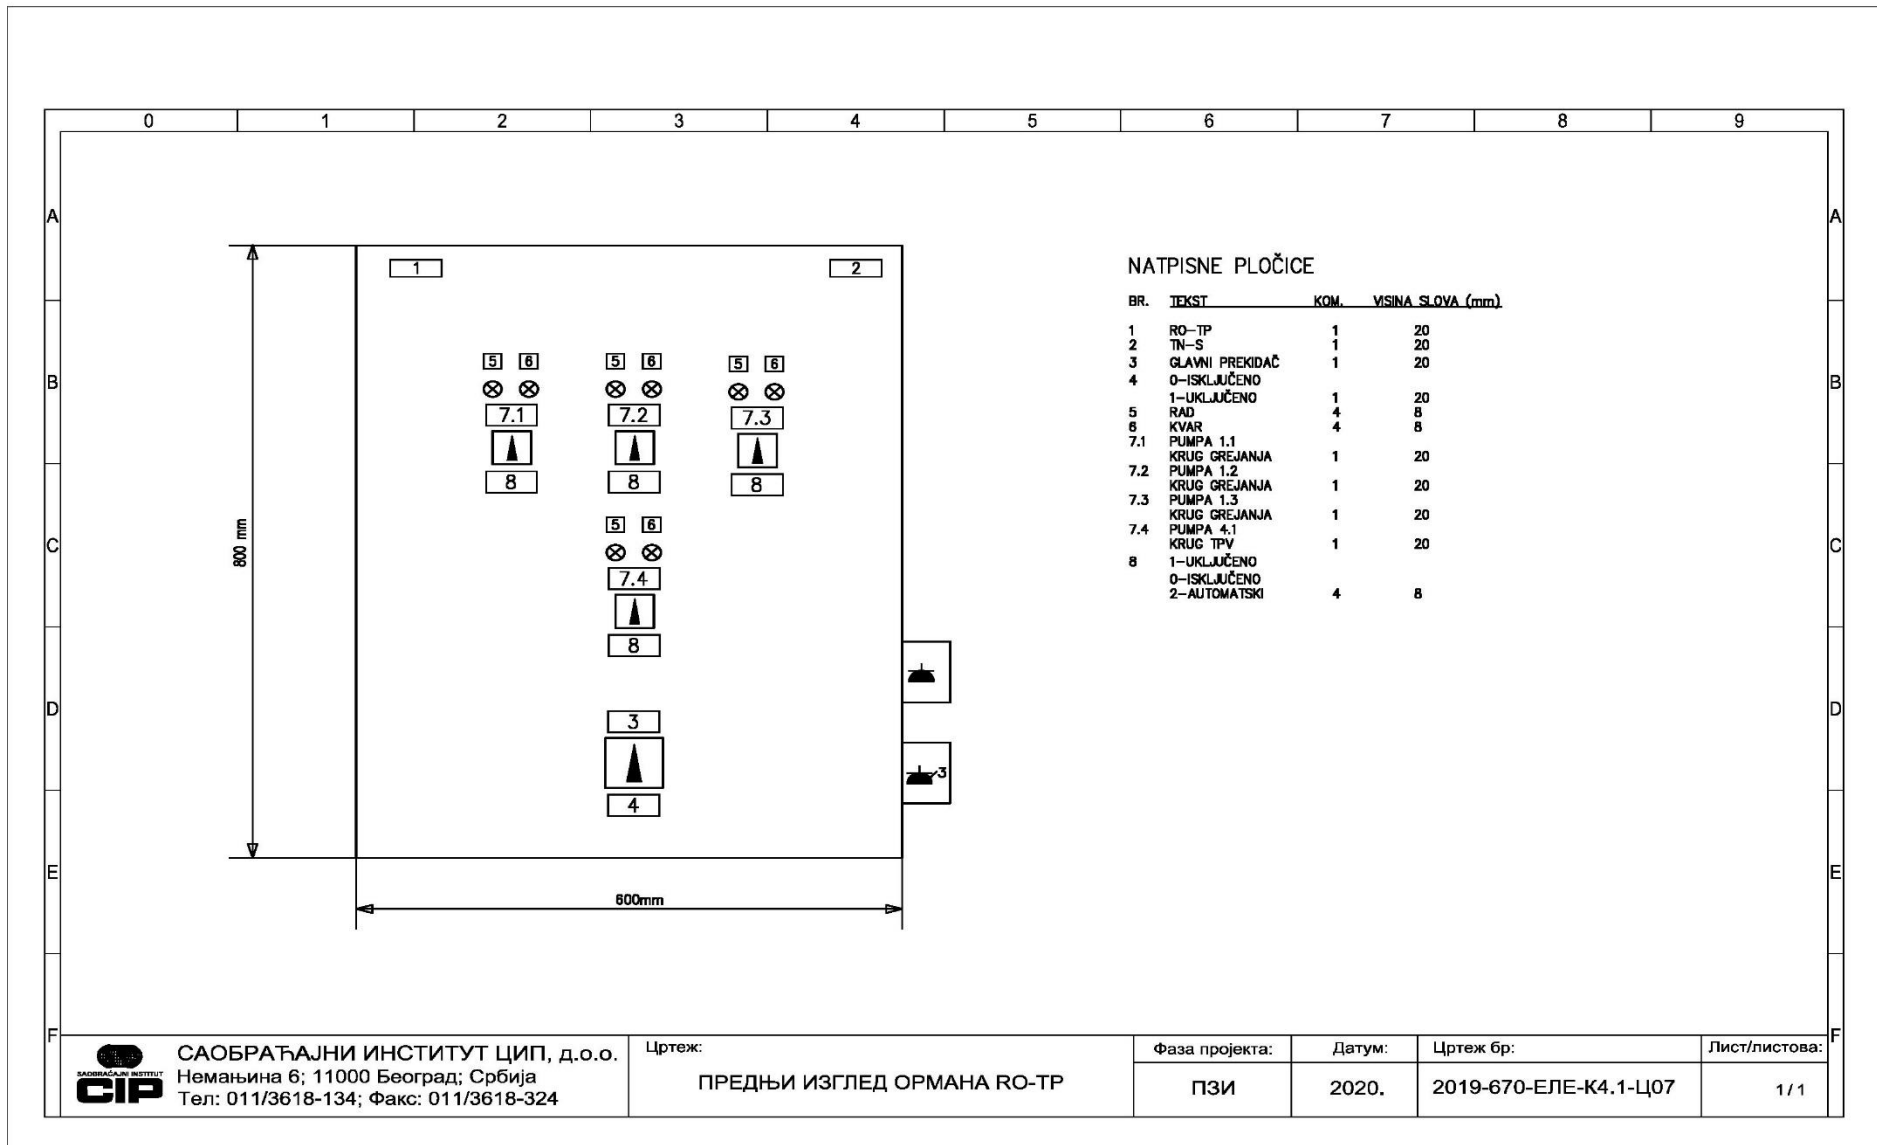 0 1 2 3 4 5 6 7 8 9
A A
B B
C C
D D
E E
F F
1 2
5 6 5 6 5 6
7.1 7.2 7.3
8 8 8
5 6
7.4
8
3
3
4
800 mm
600mm
NATPISNE PLOČICE
BR. TEKST KOM. VISINA SLOVA (mm)
1 RO-TP 1 20
2 TN-S 1 20
3 GLAVNI PREKIDAČ 1 20
4 0-ISKLJUČENO
1-UKLJUČENO 1 20
5 RAD 4 8
6 KVAR 4 8
7.1 PUMPA 1.1
KRUG GREJANJA 1 20
7.2 PUMPA 1.2
KRUG GREJANJA 1 20
7.3 PUMPA 1.3
KRUG GREJANJA 1 20
7.4 PUMPA 4.1
KRUG TPV 1 20
8 1-UKLJUČENO
0-ISKLJUČENO
2-AUTOMATSKI 4 8
SAOBRAĆAJNI INSTITUT
CIP
САОБРАЋАЈНИ ИНСТИТУТ ЦИП, д.о.о.
Немањина 6; 11000 Београд; Србија
Тел: 011/3618-134; Факс: 011/3618-324
Цртеж:
ПРЕДЊИ ИЗГЛЕД ОРМАНА RO-TP
Фаза пројекта:
ПЗИ
Датум:
2020.
Цртеж бр:
2019-670-ЕЛЕ-К4.1-Ц07
Лист/листова:
1/1